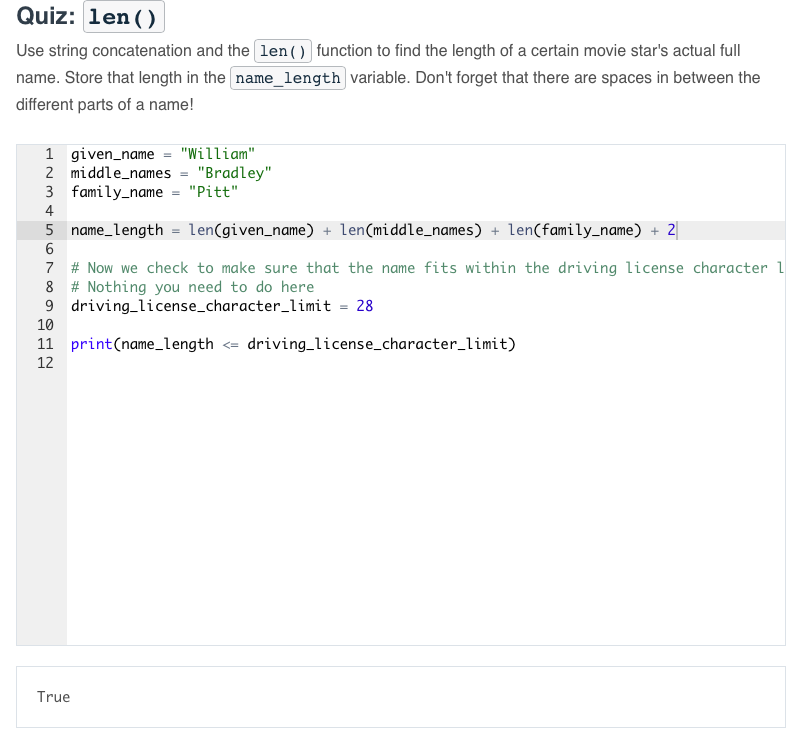 Quiz: len()
Use string concatenation and the len() function to find the length of a certain movie star's actual full
name. Store that length in the name_length variable. Don't forget that there are spaces in between the
different parts of a name!
1 given_name = "William"
2 middle_names = "Bradley"
3 family_name = "Pitt"
4
5 name_length = len(given_name) + len(middle_names) + len(family_name) + 2
6
7 # Now we check to make sure that the name fits within the driving license character l
8 # Nothing you need to do here
9 driving_license_character_limit = 28
10
11 print(name_length <= driving_license_character_limit)
12
True